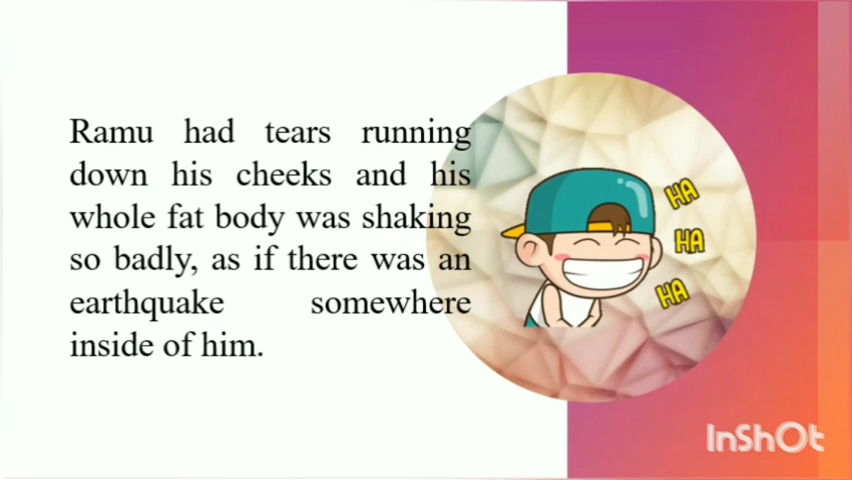 Ramu had tears running
down his cheeks and his
whole fat body was shaking
so badly, as if there was an
earthquake somewhere
inside of him.
HA
HA
HA
InShOt